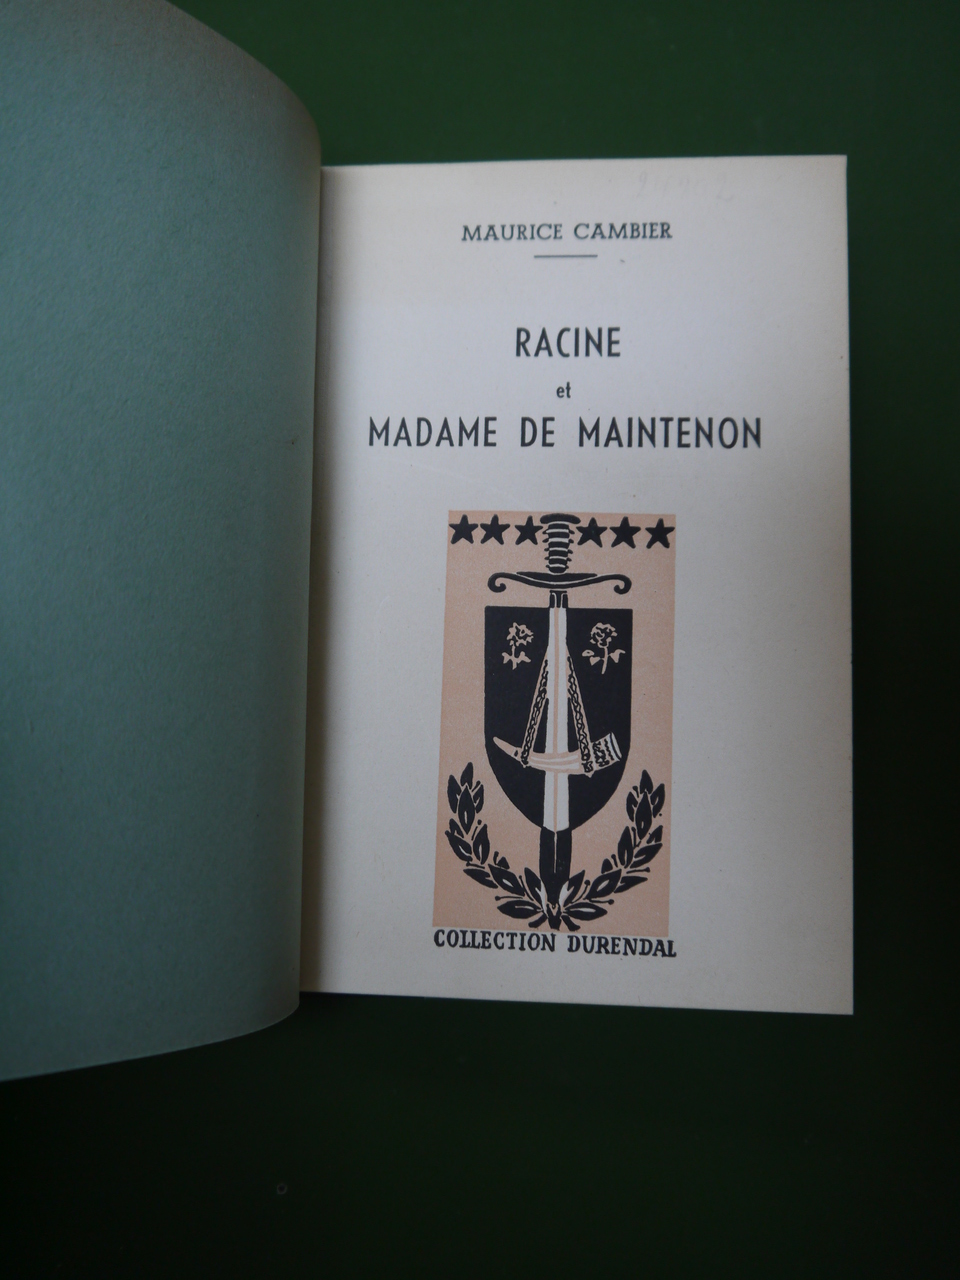 MAURICE CAMBIER
RACINE
et
MADAME DE MAINTENON
COLLECTION DURENDAL